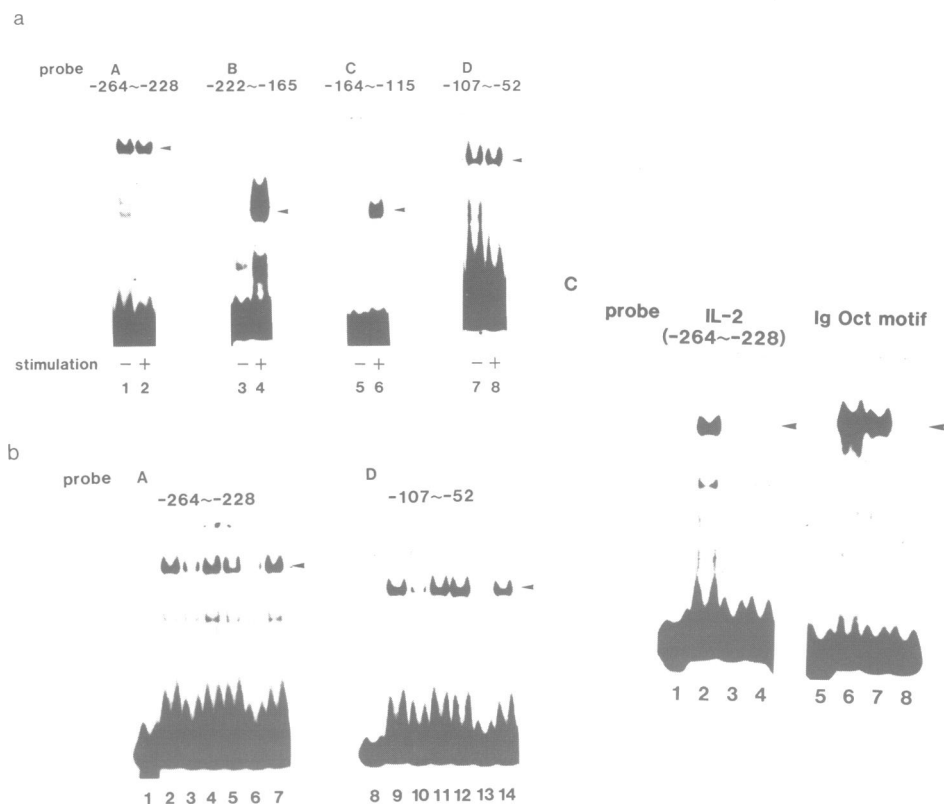 a
probe A B C D
-264~-228 -222~-165 -164~-115 -107~-52
stimulation − + − + − + − +
1 2 3 4 5 6 7 8
b
probe A D
-264~-228 -107~-52
1 2 3 4 5 6 7 8 9 10 11 12 13 14
C
probe IL-2 Ig Oct motif
(-264~-228)
1 2 3 4 5 6 7 8